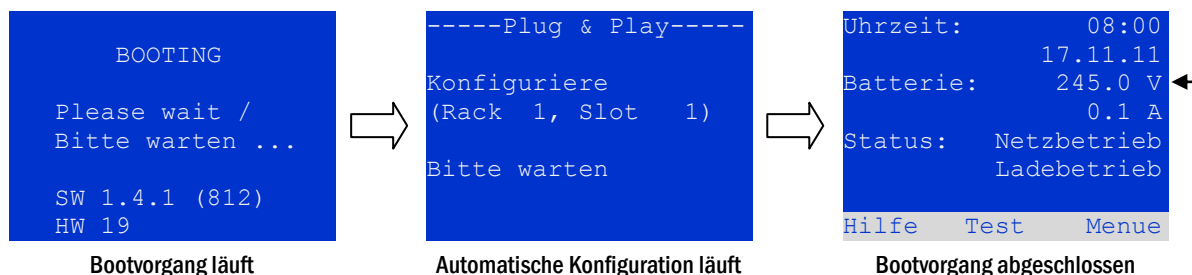 BOOTING
Please wait /
Bitte warten ...
SW 1.4.1 (812)
HW 19
Bootvorgang läuft
-----Plug & Play-----
Konfiguriere
(Rack 1, Slot 1)
Bitte warten
Automatische Konfiguration läuft
Uhrzeit: 08:00
17.11.11
Batterie: 245.0 V
0.1 A
Status: Netzbetrieb
Ladebetrieb
Hilfe Test Menue
Bootvorgang abgeschlossen